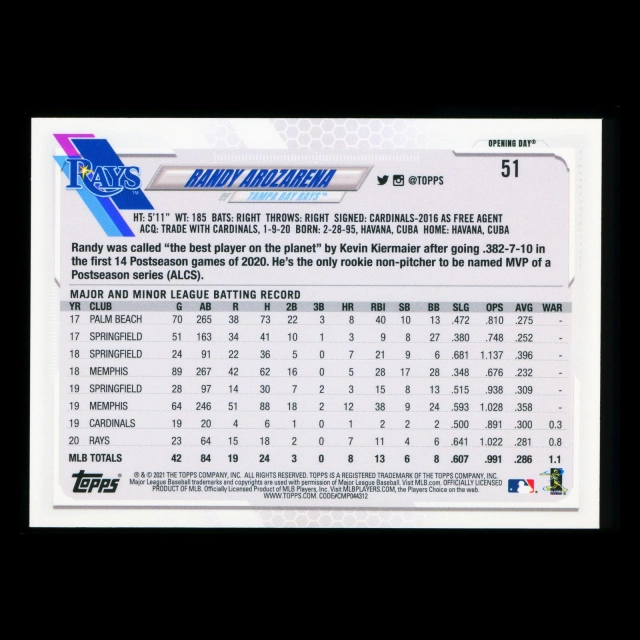 OPENING DAY®
51
RAYS
RANDY AROZARENA
OF TAMPA BAY RAYS™
@TOPPS
HT: 5'11" WT: 185 BATS: RIGHT THROWS: RIGHT SIGNED: CARDINALS-2016 AS FREE AGENT
ACQ: TRADE WITH CARDINALS, 1-9-20 BORN: 2-28-95, HAVANA, CUBA HOME: HAVANA, CUBA
Randy was called “the best player on the planet” by Kevin Kiermaier after going .382-7-10 in
the first 14 Postseason games of 2020. He's the only rookie non-pitcher to be named MVP of a
Postseason series (ALCS).
MAJOR AND MINOR LEAGUE BATTING RECORD
YR CLUB G AB R H 2B 3B HR RBI SB BB SLG OPS AVG WAR
17 PALM BEACH 70 265 38 73 22 3 8 40 10 13 .472 .810 .275 -
17 SPRINGFIELD 51 163 34 41 10 1 3 9 8 27 .380 .748 .252 -
18 SPRINGFIELD 24 91 22 36 5 0 7 21 9 6 .681 1.137 .396 -
18 MEMPHIS 89 267 42 62 16 0 5 28 17 28 .348 .676 .232 -
19 SPRINGFIELD 28 97 14 30 7 2 3 15 8 13 .515 .938 .309 -
19 MEMPHIS 64 246 51 88 18 2 12 38 9 24 .593 1.028 .358 -
19 CARDINALS 19 20 4 6 1 0 1 2 2 2 .500 .891 .300 0.3
20 RAYS 23 64 15 18 2 0 7 11 4 6 .641 1.022 .281 0.8
MLB TOTALS 42 84 19 24 3 0 8 13 6 8 .607 .991 .286 1.1
Topps
® & © 2021 THE TOPPS COMPANY, INC. ALL RIGHTS RESERVED. TOPPS IS A REGISTERED TRADEMARK OF THE TOPPS COMPANY, INC.
Major League Baseball trademarks and copyrights are used with permission of Major League Baseball. Visit MLB.com. OFFICIALLY LICENSED
PRODUCT OF MLB Players, Inc. Visit MLBPLAYERS.com, the Players Choice on the web.
WWW.TOPPS.COM. CODE#CMP044312